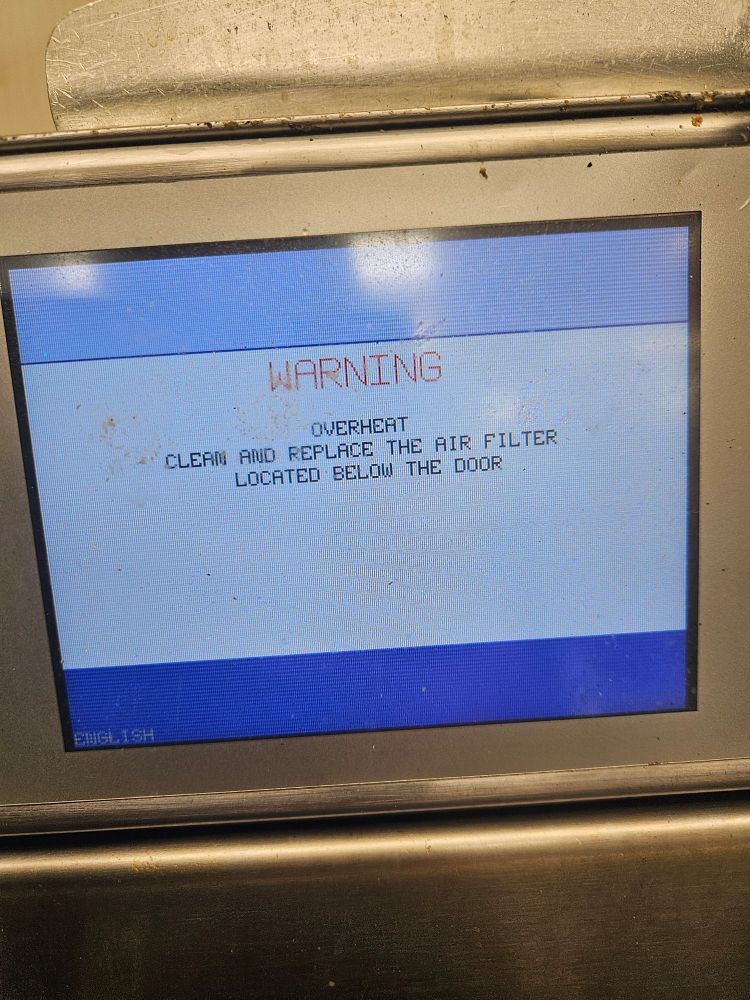 WARNING
OVERHEAT
CLEAN AND REPLACE THE AIR FILTER
LOCATED BELOW THE DOOR
ENGLISH